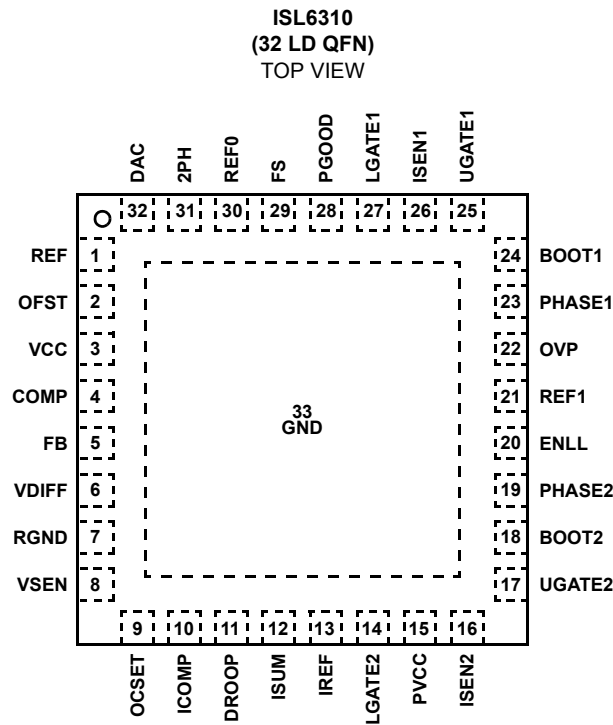 ISL6310
(32 LD QFN)
TOP VIEW
DAC
2PH
REF0
FS
PGOOD
LGATE1
ISEN1
UGATE1
32 31 30 29 28 27 26 25
REF 1
OFST 2
VCC 3
COMP 4
FB 5
VDIFF 6
RGND 7
VSEN 8
33
GND
24 BOOT1
23 PHASE1
22 OVP
21 REF1
20 ENLL
19 PHASE2
18 BOOT2
17 UGATE2
9 10 11 12 13 14 15 16
OCSET
ICOMP
DROOP
ISUM
IREF
LGATE2
PVCC
ISEN2